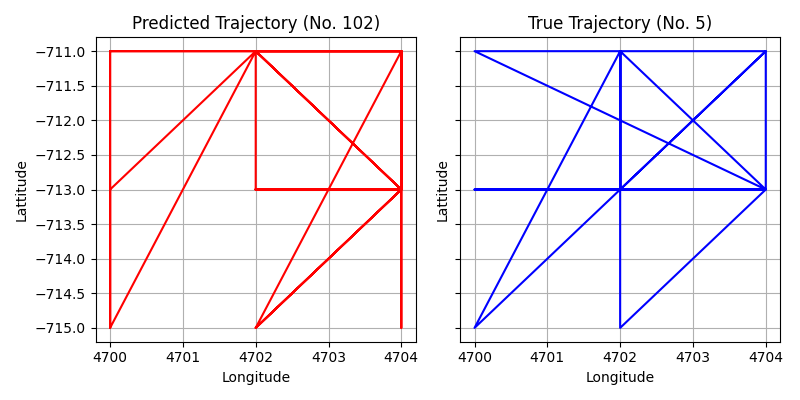 Predicted Trajectory (No. 102)
True Trajectory (No. 5)
−711.0
−711.5
−712.0
−712.5
−713.0
−713.5
−714.0
−714.5
−715.0
Lattitude
Lattitude
4700 4701 4702 4703 4704
4700 4701 4702 4703 4704
Longitude
Longitude